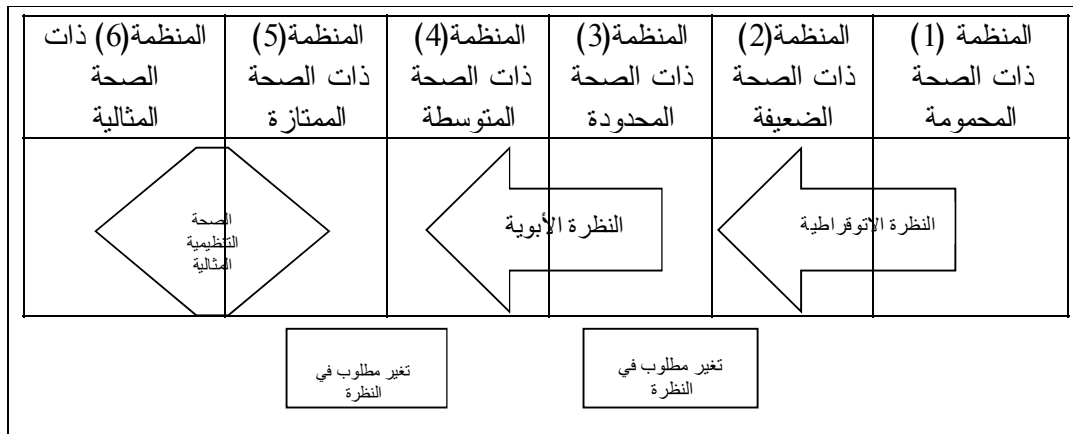 المنظمة (1)
ذات الصحة
المحمومة
المنظمة(2)
ذات الصحة
الضعيفة
المنظمة(3)
ذات الصحة
المحدودة
المنظمة(4)
ذات الصحة
المتوسطة
المنظمة(5)
ذات الصحة
الممتازة
المنظمة(6) ذات
الصحة
المثالية
النظرة الاتوقراطية
النظرة الأبوية
الصحة
التنظيمية
المثالية
تغير مطلوب في
النظرة
تغير مطلوب في
النظرة